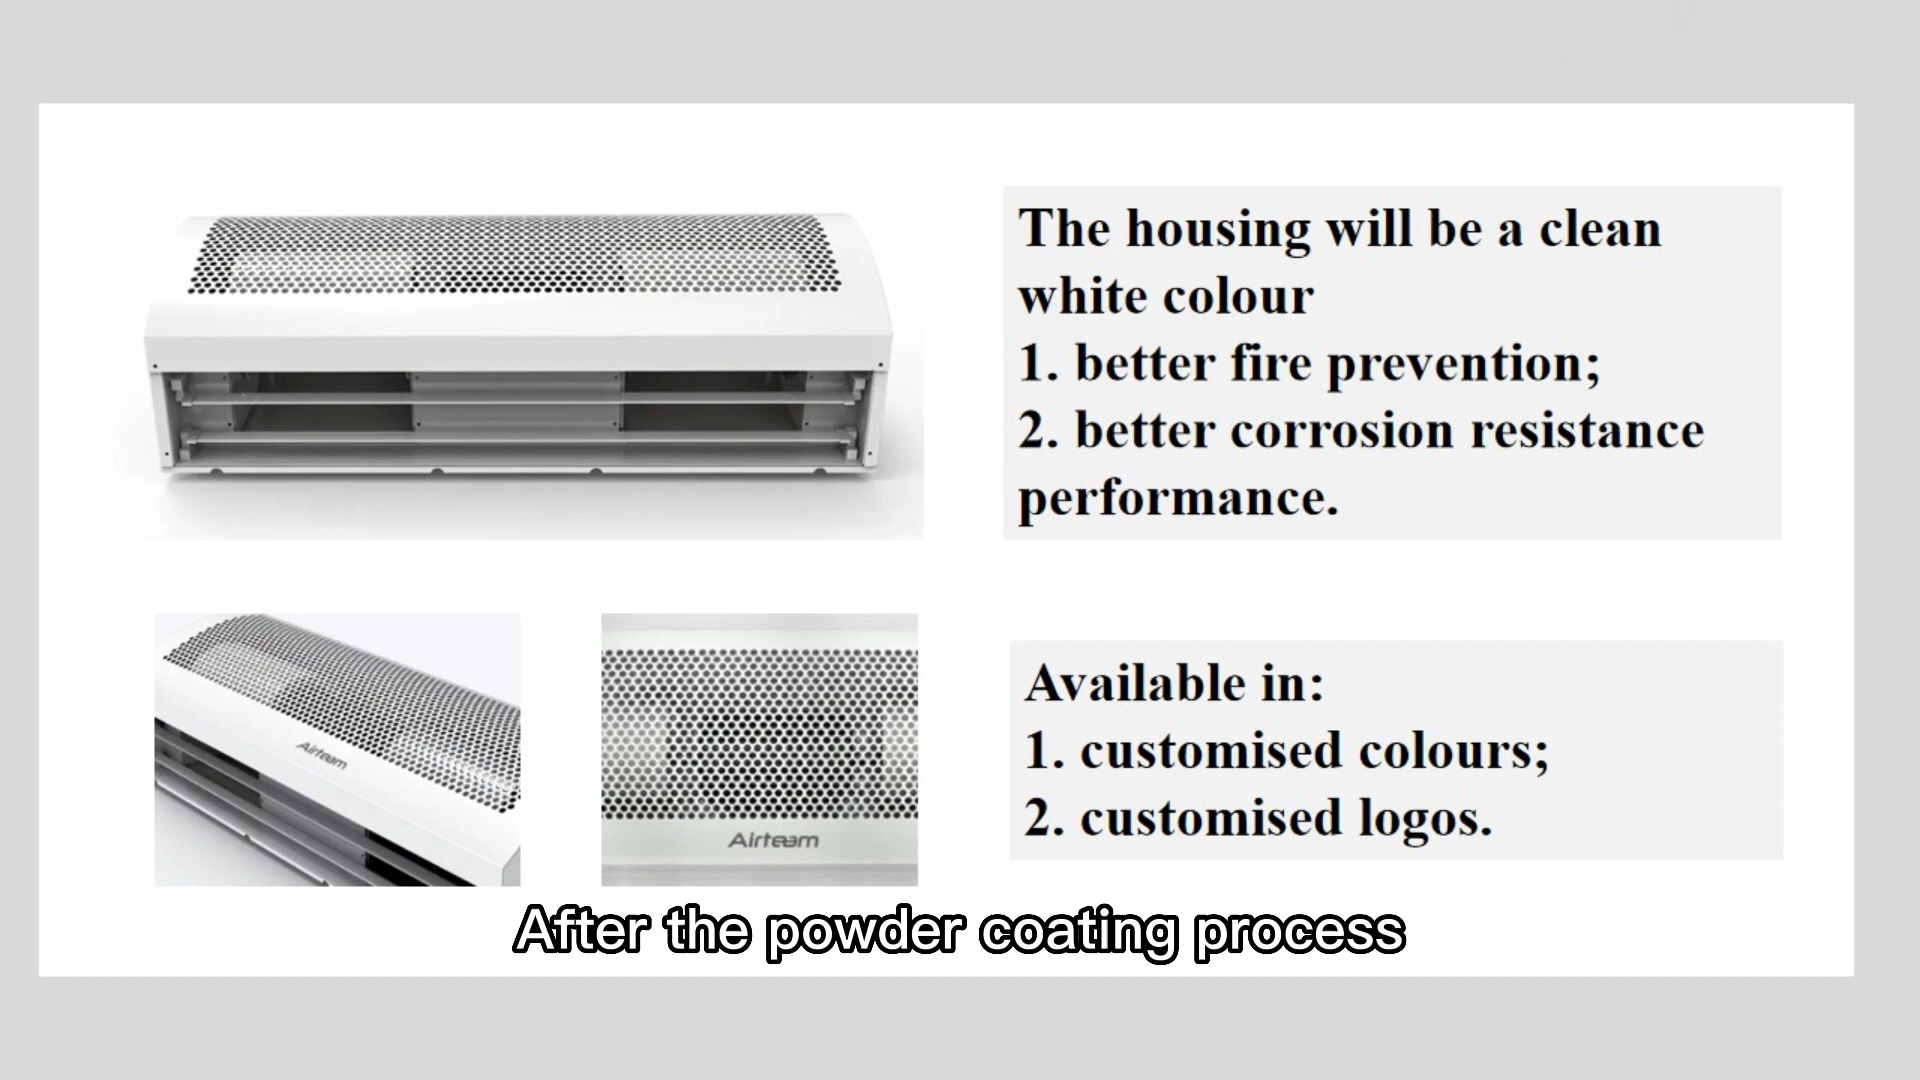 The housing will be a clean
white colour
1. better fire prevention;
2. better corrosion resistance
performance.
Airteam
Airteam
Available in:
1. customised colours;
2. customised logos.
After the powder coating process